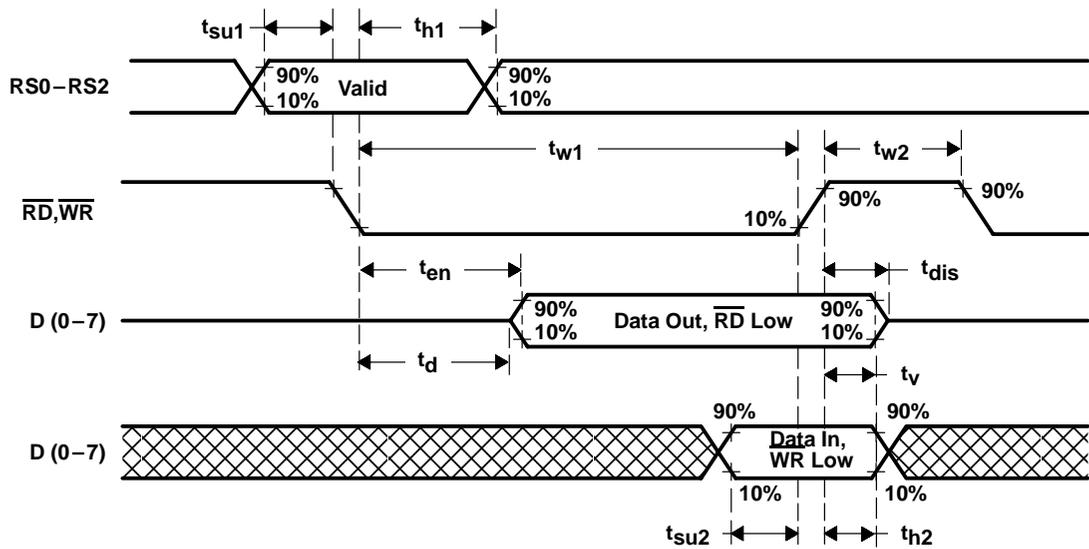 tsu1
th1
RS0–RS2
90%
10%
Valid
90%
10%
tw1
tw2
RD,WR
10%
90%
90%
ten
tdis
D (0–7)
90%
10%
Data Out, RD Low
90%
10%
td
tv
90%
90%
D (0–7)
Data In,
WR Low
10%
10%
tsu2
th2